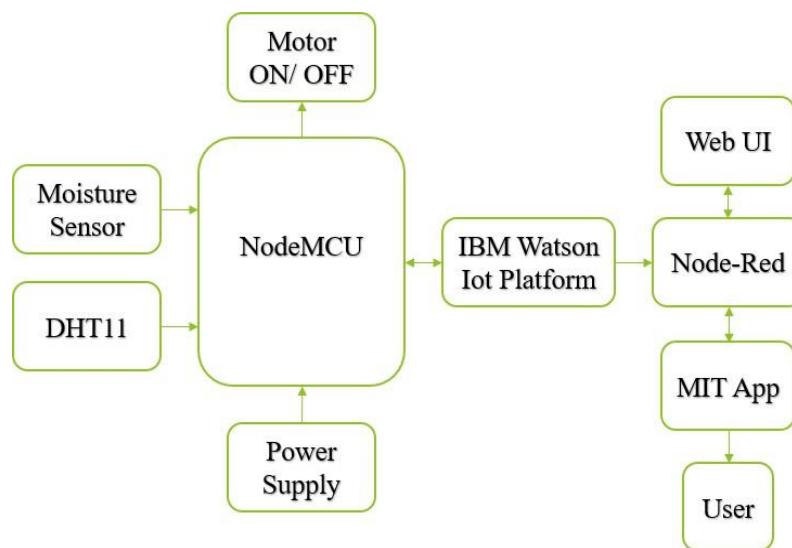 Motor
ON/ OFF
Web UI
Moisture
Sensor
NodeMCU
IBM Watson
Iot Platform
Node-Red
DHT11
MIT App
Power
Supply
User